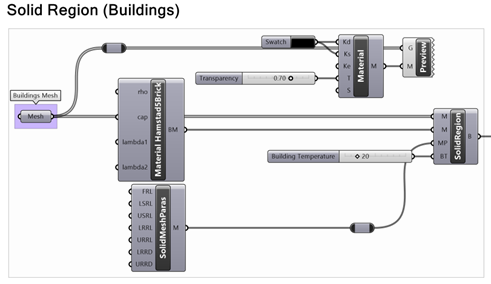 Solid Region (Buildings)
Swatch
Kd
Ks
Ke
T
S
Material
M
G
M
Preview
Transparency
0.70
Buildings Mesh
Mesh
rho
cap
lambda1
lambda2
Material Hamstad5Brick
BM
M
M
MP
BT
SolidRegion
B
Building Temperature
20
FRL
LSRL
USRL
LRRL
URRL
LRRD
URRD
SolidMeshParas
M